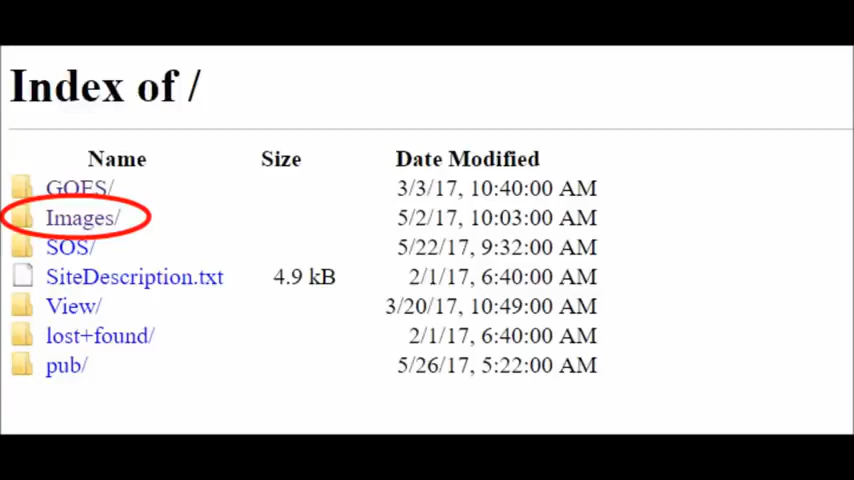 Index of /
Name Size Date Modified
GOES/ 3/3/17, 10:40:00 AM
Images/ 5/2/17, 10:03:00 AM
SOS/ 5/22/17, 9:32:00 AM
SiteDescription.txt 4.9 kB 2/1/17, 6:40:00 AM
View/ 3/20/17, 10:49:00 AM
lost+found/ 2/1/17, 6:40:00 AM
pub/ 5/26/17, 5:22:00 AM